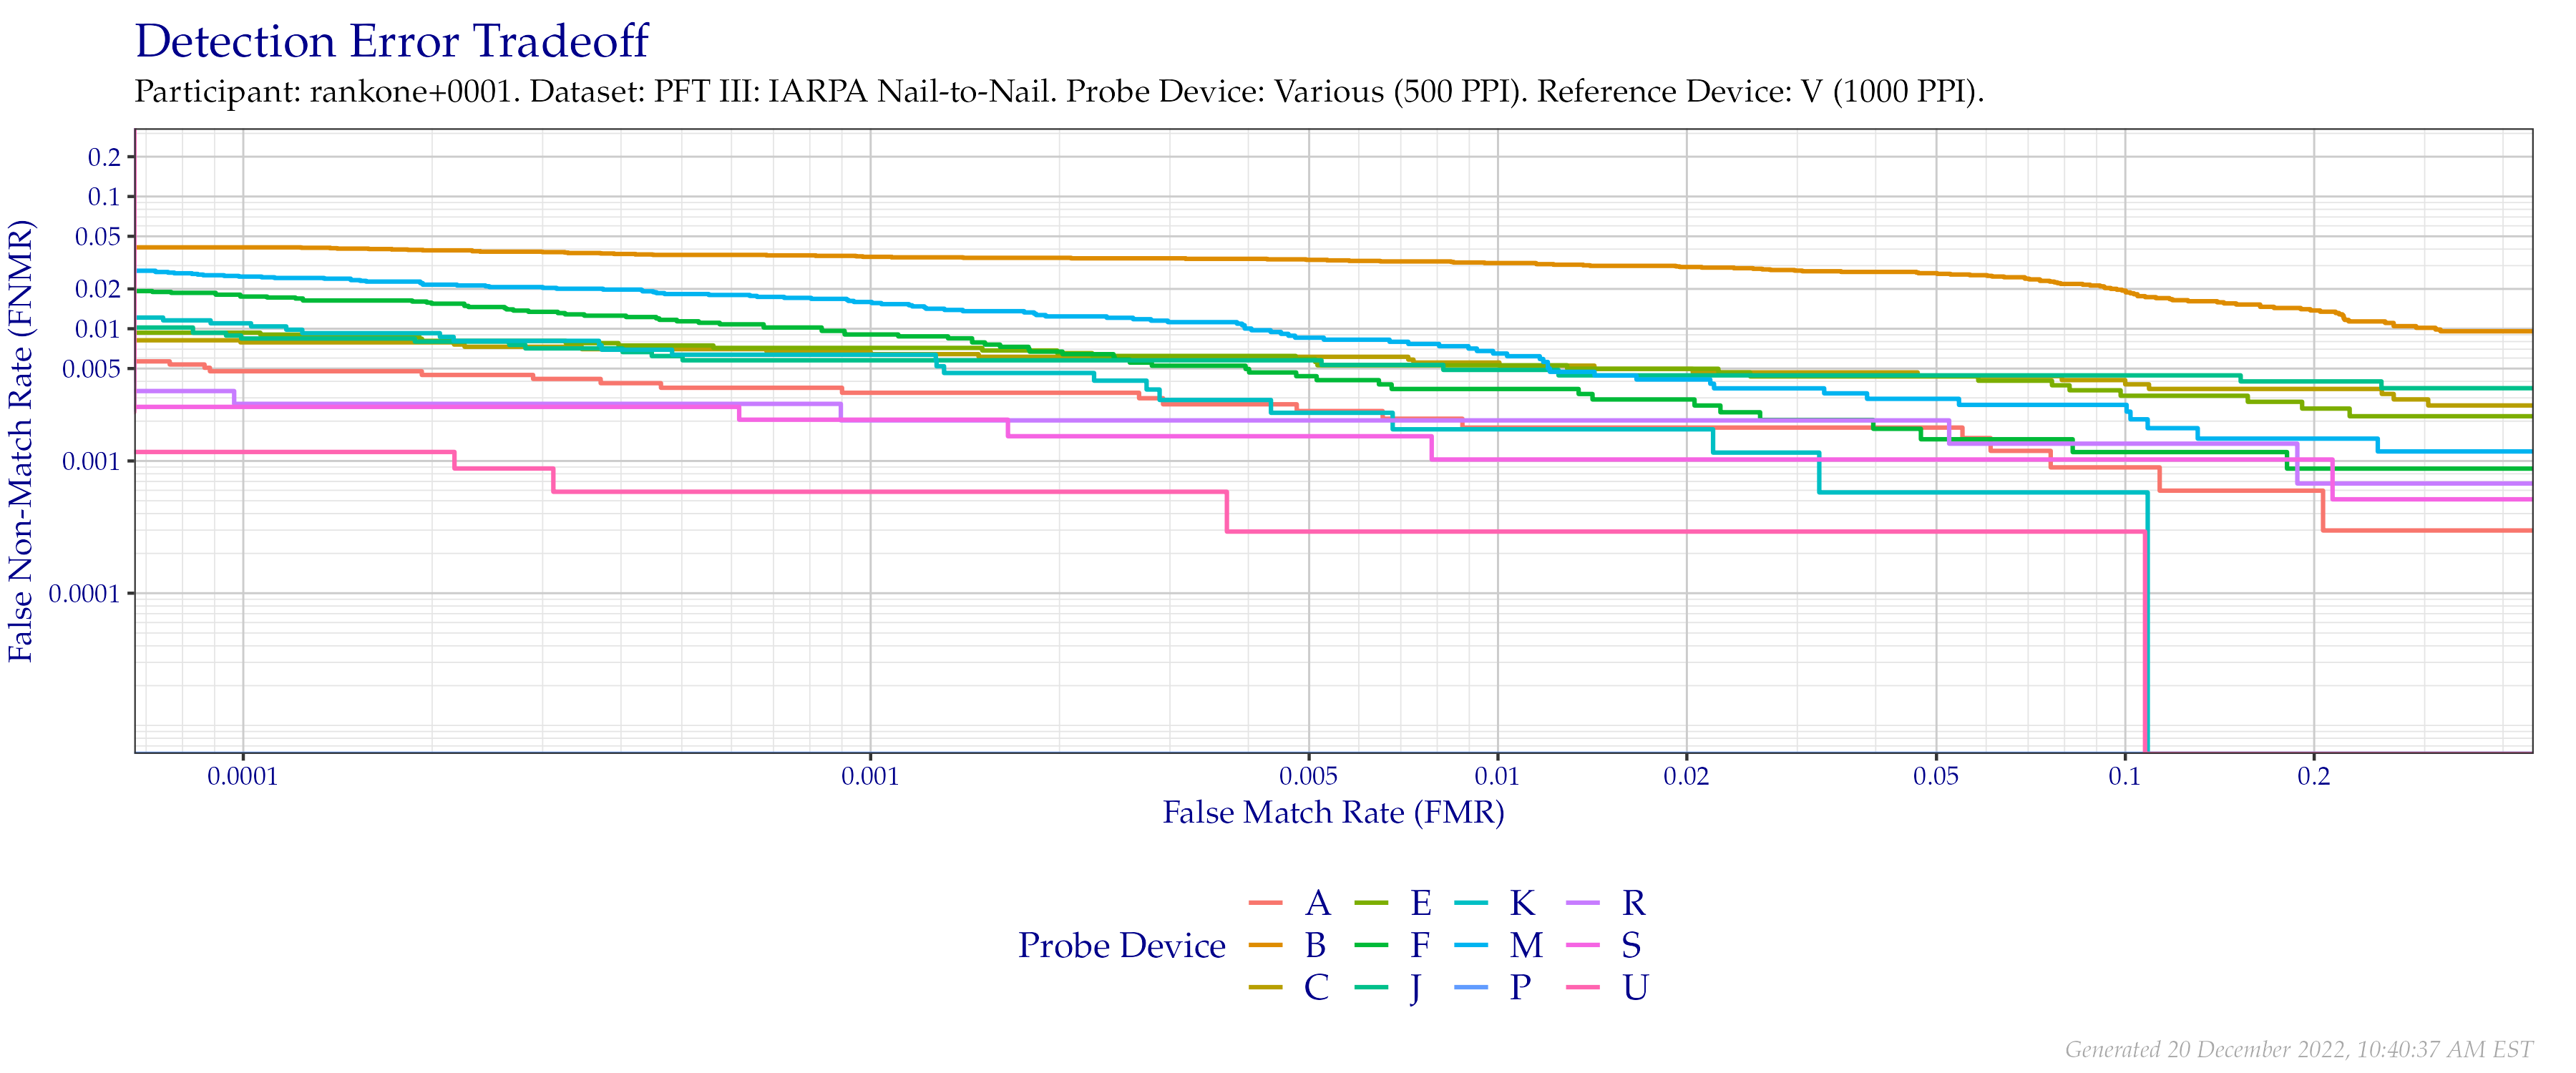 Detection Error Tradeoff
Participant: rankone+0001. Dataset: PFT III: IARPA Nail-to-Nail. Probe Device: Various (500 PPI). Reference Device: V (1000 PPI).
False Non-Match Rate (FNMR)
0.2
0.1
0.05
0.02
0.01
0.005
0.001
0.0001
0.0001 0.001 0.005 0.01 0.02 0.05 0.1 0.2
False Match Rate (FMR)
Probe Device
A E K R
B F M S
C J P U
Generated 20 December 2022, 10:40:37 AM EST